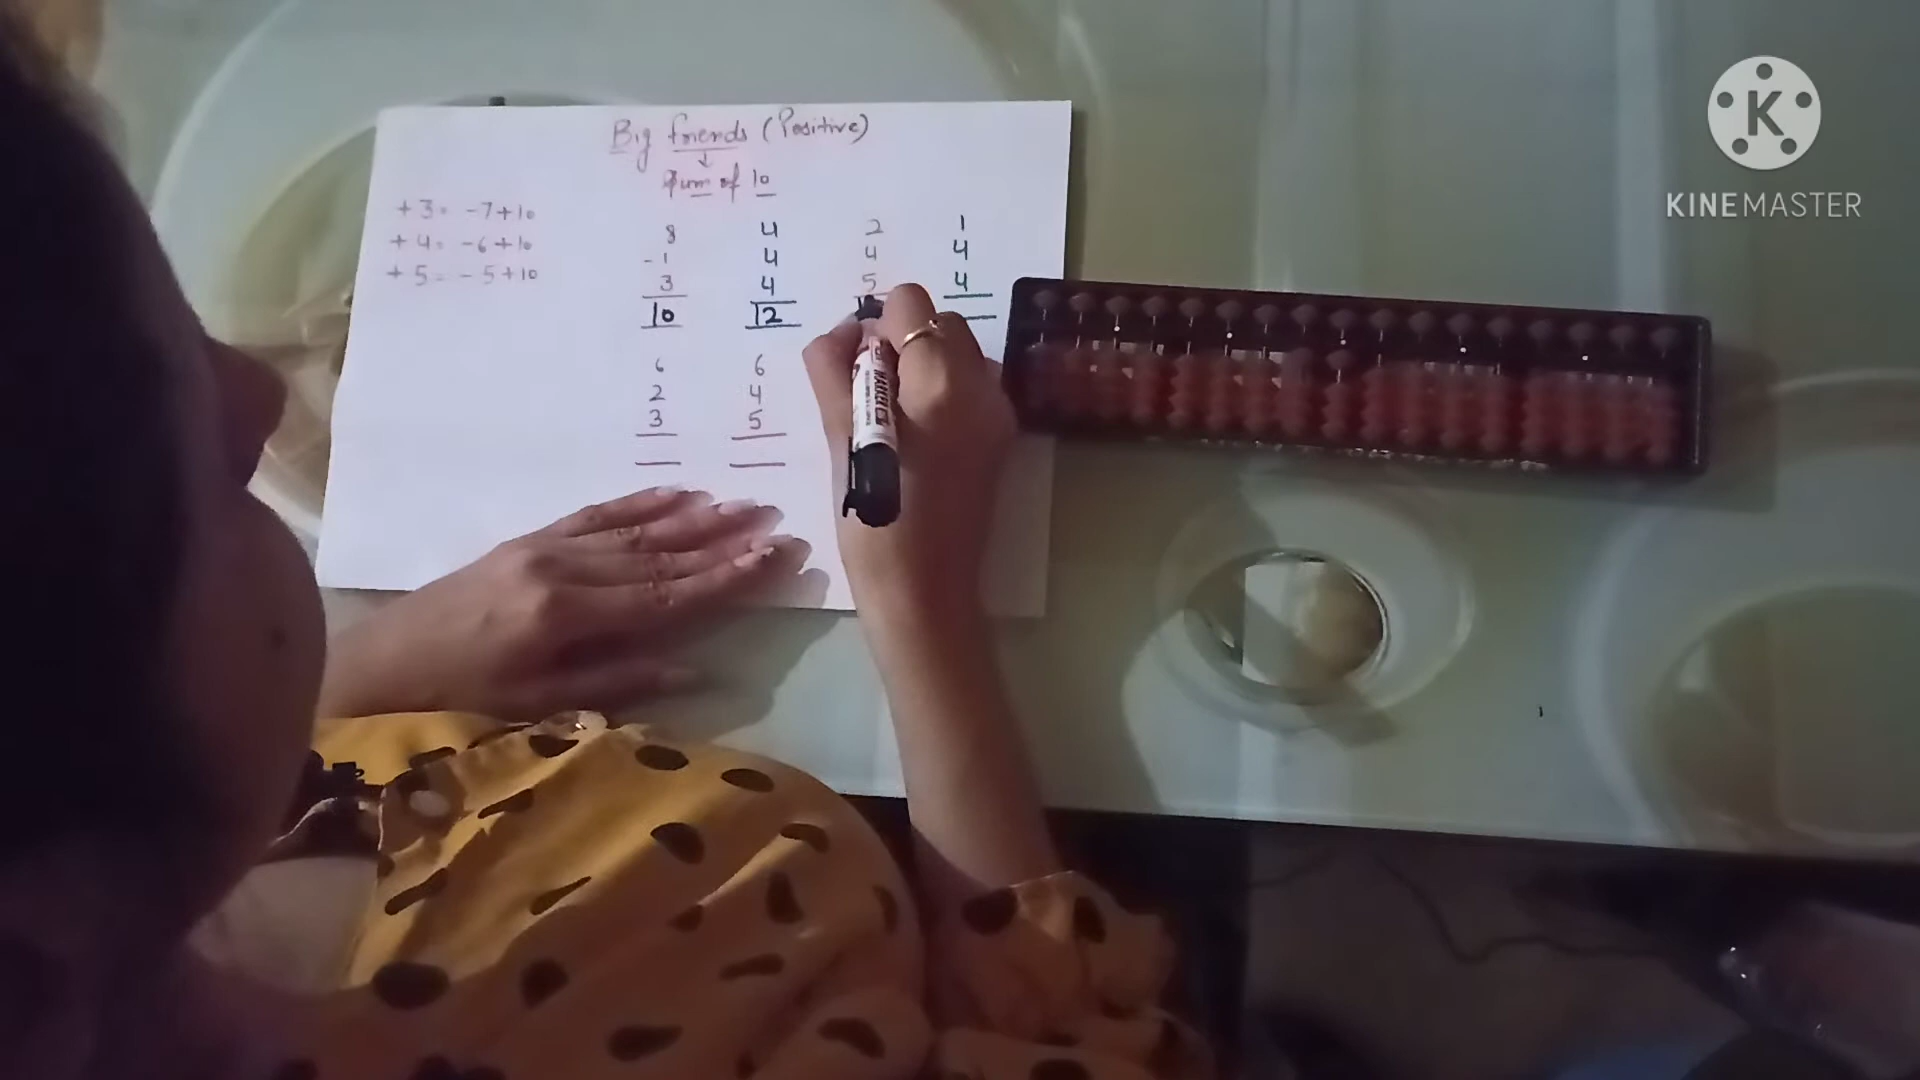 Big friends (Positive)
↓
Sum of 10
+3= -7+10
+4= -6+10
+5= -5+10
8 4 2 1
-1 4 4 4
3 4 5 4
10 12
6 6
2 4
3 5
K
KINEMASTER